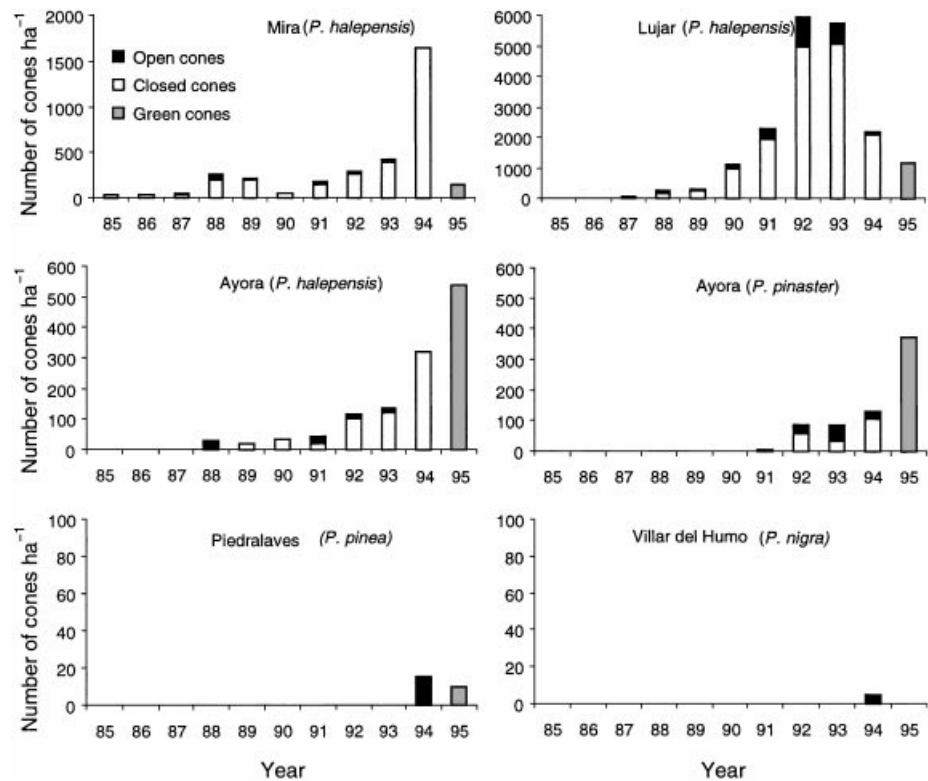 Mira (P. halepensis)
Number of cones ha⁻¹
2000
1500
1000
500
0
Open cones
Closed cones
Green cones
85 86 87 88 89 90 91 92 93 94 95
Lujar (P. halepensis)
6000
5000
4000
3000
2000
1000
0
85 86 87 88 89 90 91 92 93 94 95
Ayora (P. halepensis)
Number of cones ha⁻¹
600
500
400
300
200
100
0
85 86 87 88 89 90 91 92 93 94 95
Ayora (P. pinaster)
600
500
400
300
200
100
0
85 86 87 88 89 90 91 92 93 94 95
Piedralaves (P. pinea)
Number of cones ha⁻¹
100
80
60
40
20
0
85 86 87 88 89 90 91 92 93 94 95
Year
Villar del Humo (P. nigra)
100
80
60
40
20
0
85 86 87 88 89 90 91 92 93 94 95
Year